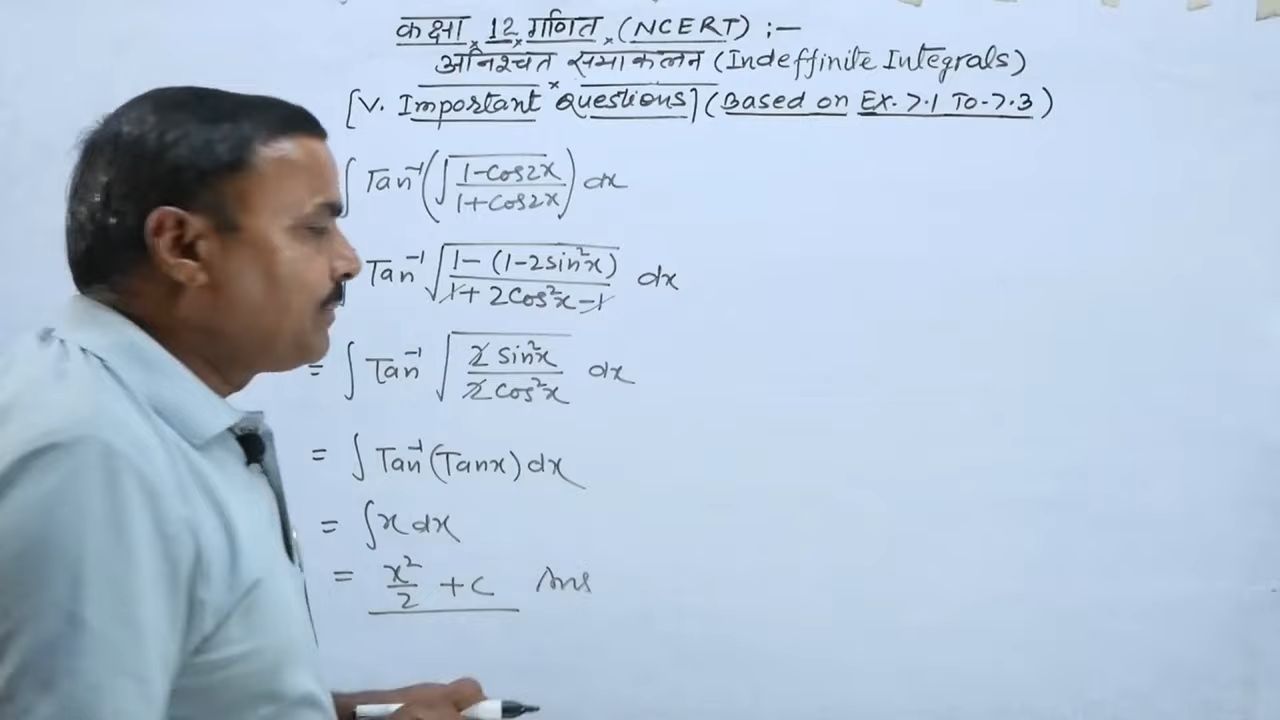 कक्षा 12 गणित (NCERT) :-
अनिश्चत समाकलन (Indeffinite Integrals)
[V. Important Questions] (Based on Ex. 7.1 To-7.3)
∫ Tan⁻¹(√((1-cos2x)/(1+cos2x))) dx
Tan⁻¹ √((1-(1-2sin²x))/(1+2cos²x-1)) dx
= ∫ Tan⁻¹ √((2 sin²x)/(2 cos²x)) dx
= ∫ Tan⁻¹(Tanx) dx
= ∫x dx
= x²/2 + c Ans